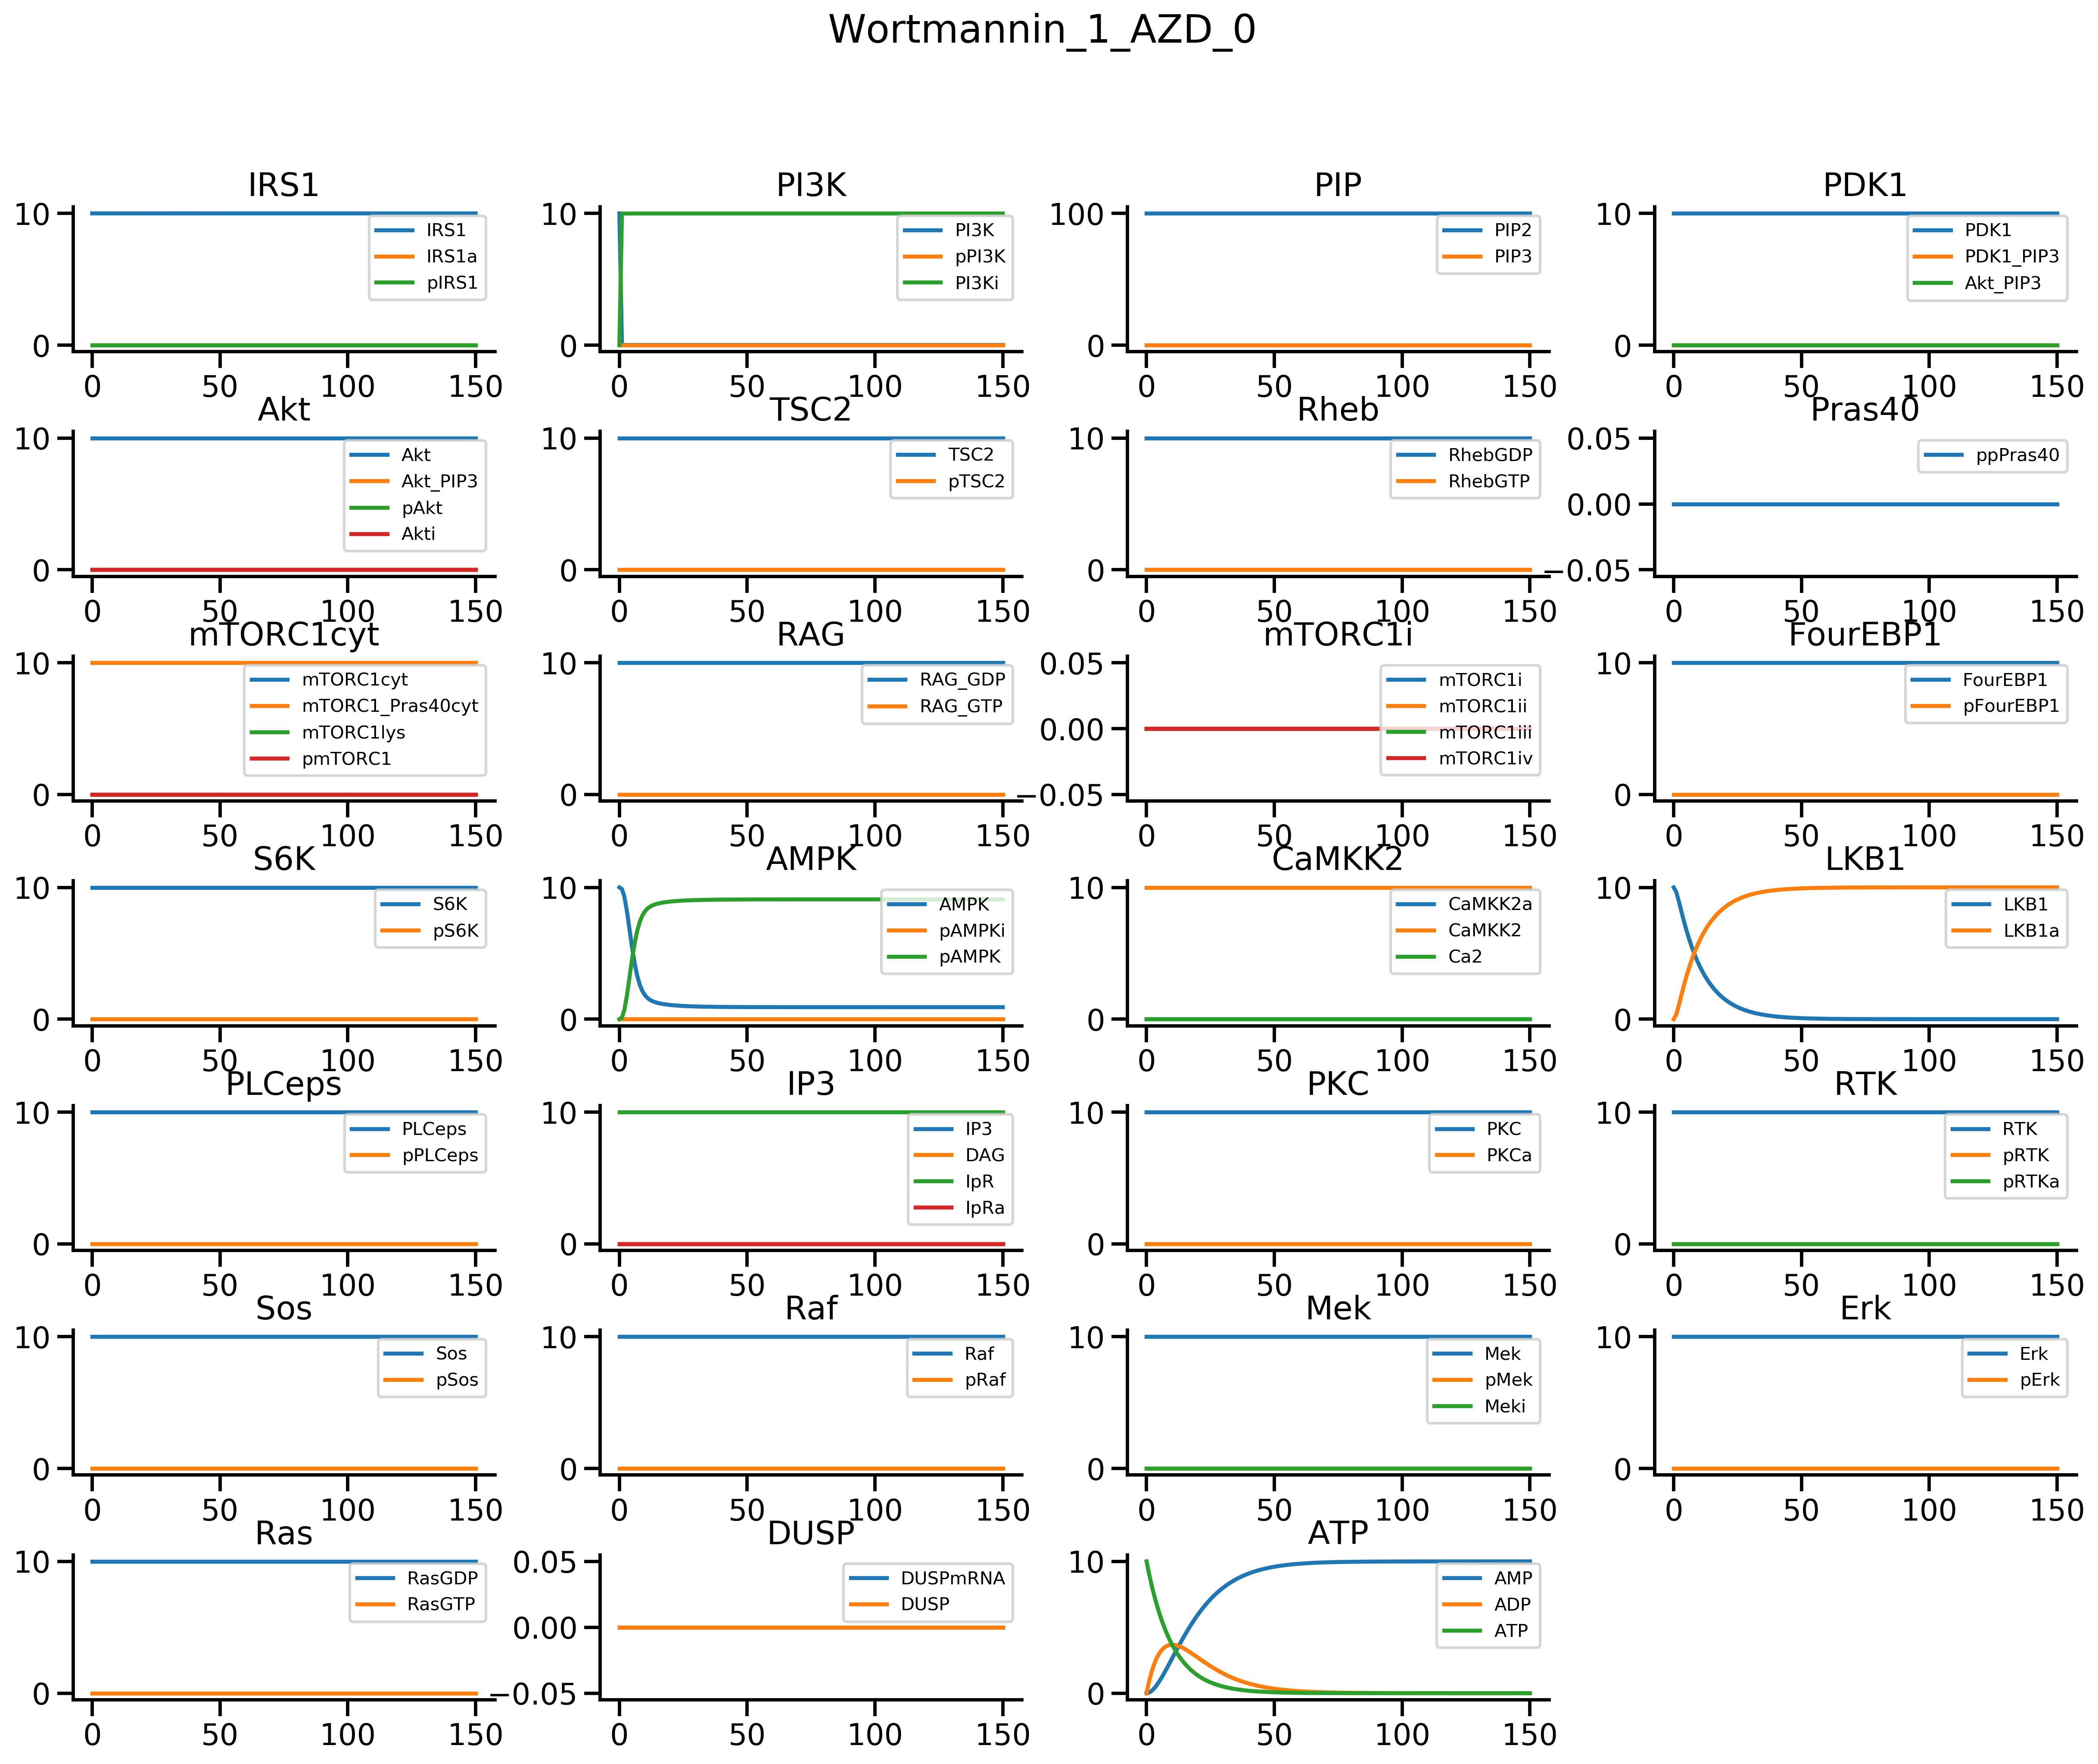 Wortmannin_1_AZD_0
IRS1
10
0
0 50 100 150
IRS1
IRS1a
pIRS1
PI3K
10
0
0 50 100 150
PI3K
pPI3K
PI3Ki
PIP
100
0
0 50 100 150
PIP2
PIP3
PDK1
10
0
0 50 100 150
PDK1
PDK1_PIP3
Akt_PIP3
Akt
10
0
0 50 100 150
Akt
Akt_PIP3
pAkt
Akti
TSC2
10
0
0 50 100 150
TSC2
pTSC2
Rheb
10
0
0 50 100 150
RhebGDP
RhebGTP
Pras40
0.05
0.00
−0.05
0 50 100 150
ppPras40
mTORC1cyt
10
0
0 50 100 150
mTORC1cyt
mTORC1_Pras40cyt
mTORC1lys
pmTORC1
RAG
10
0
0 50 100 150
RAG_GDP
RAG_GTP
mTORC1i
0.05
0.00
−0.05
0 50 100 150
mTORC1i
mTORC1ii
mTORC1iii
mTORC1iv
FourEBP1
10
0
0 50 100 150
FourEBP1
pFourEBP1
S6K
10
0
0 50 100 150
S6K
pS6K
AMPK
10
0
0 50 100 150
AMPK
pAMPKi
pAMPK
CaMKK2
10
0
0 50 100 150
CaMKK2a
CaMKK2
Ca2
LKB1
10
0
0 50 100 150
LKB1
LKB1a
PLCeps
10
0
0 50 100 150
PLCeps
pPLCeps
IP3
10
0
0 50 100 150
IP3
DAG
IpR
IpRa
PKC
10
0
0 50 100 150
PKC
PKCa
RTK
10
0
0 50 100 150
RTK
pRTK
pRTKa
Sos
10
0
0 50 100 150
Sos
pSos
Raf
10
0
0 50 100 150
Raf
pRaf
Mek
10
0
0 50 100 150
Mek
pMek
Meki
Erk
10
0
0 50 100 150
Erk
pErk
Ras
10
0
0 50 100 150
RasGDP
RasGTP
DUSP
0.05
0.00
−0.05
0 50 100 150
DUSPmRNA
DUSP
ATP
10
0
0 50 100 150
AMP
ADP
ATP